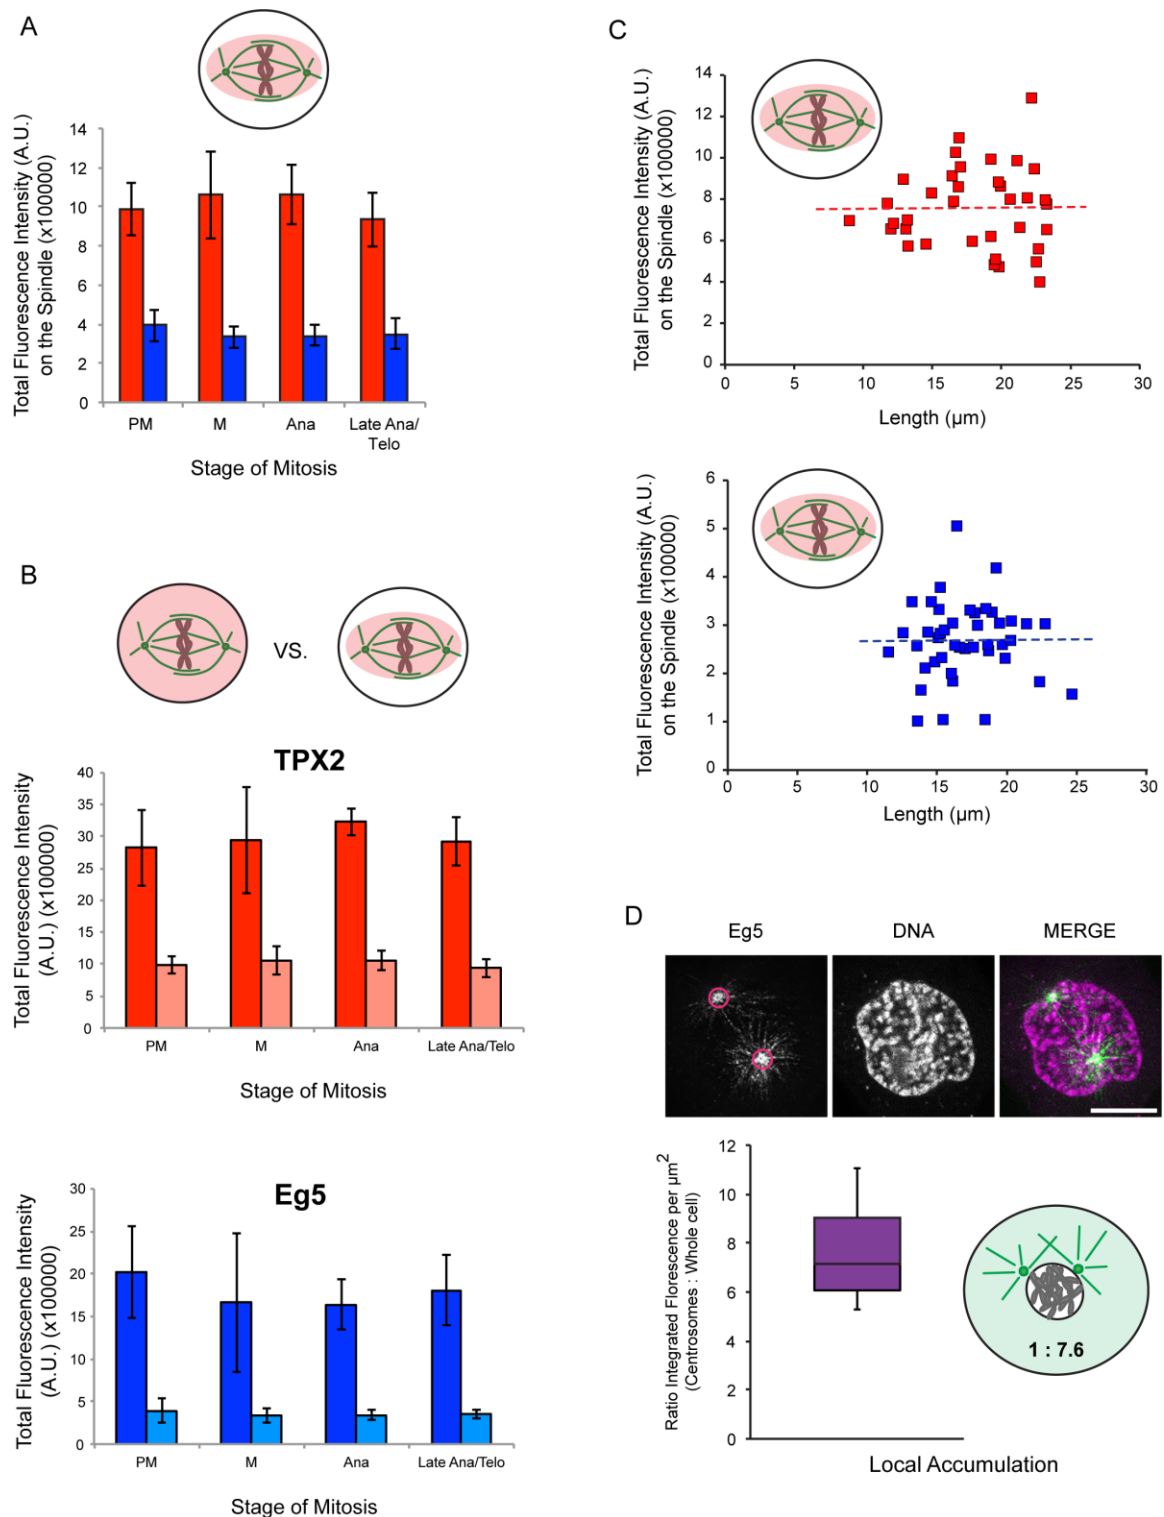 A
Total Fluorescence Intensity (A.U.)
on the Spindle (x100000)
14
12
10
8
6
4
2
0
PM M Ana Late Ana/
Telo
Stage of Mitosis
B
VS.
TPX2
Total Fluorescence Intensity
(A.U.) (x100000)
40
35
30
25
20
15
10
5
0
PM M Ana Late Ana/Telo
Stage of Mitosis
Eg5
Total Fluorescence Intensity
(A.U.) (x100000)
30
25
20
15
10
5
0
PM M Ana Late Ana/Telo
Stage of Mitosis
C
Total Fluorescence Intensity (A.U.)
on the Spindle (x100000)
14
12
10
8
6
4
2
0
0 5 10 15 20 25 30
Length (µm)
Total Fluorescence Intensity (A.U.)
on the Spindle (x100000)
6
5
4
3
2
1
0
0 5 10 15 20 25 30
Length (µm)
D
Eg5 DNA MERGE
Ratio Integrated Florescence per µm²
(Centrosomes : Whole cell)
12
10
8
6
4
2
0
1 : 7.6
Local Accumulation